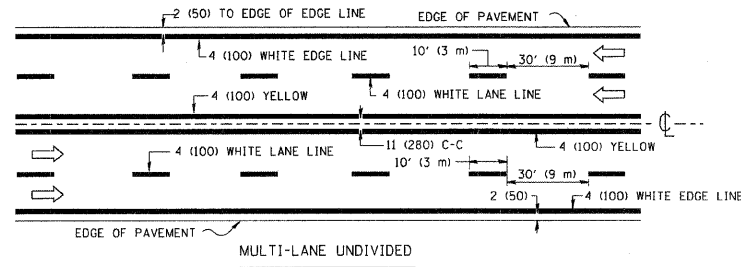 2 (50) TO EDGE OF EDGE LINE
EDGE OF PAVEMENT
4 (100) WHITE EDGE LINE
10' (3 m)
30' (9 m)
4 (100) YELLOW
4 (100) WHITE LANE LINE
℄
4 (100) WHITE LANE LINE
11 (280) C-C
4 (100) YELLOW
10' (3 m)
30' (9 m)
2 (50)
4 (100) WHITE EDGE LINE
EDGE OF PAVEMENT
MULTI-LANE UNDIVIDED